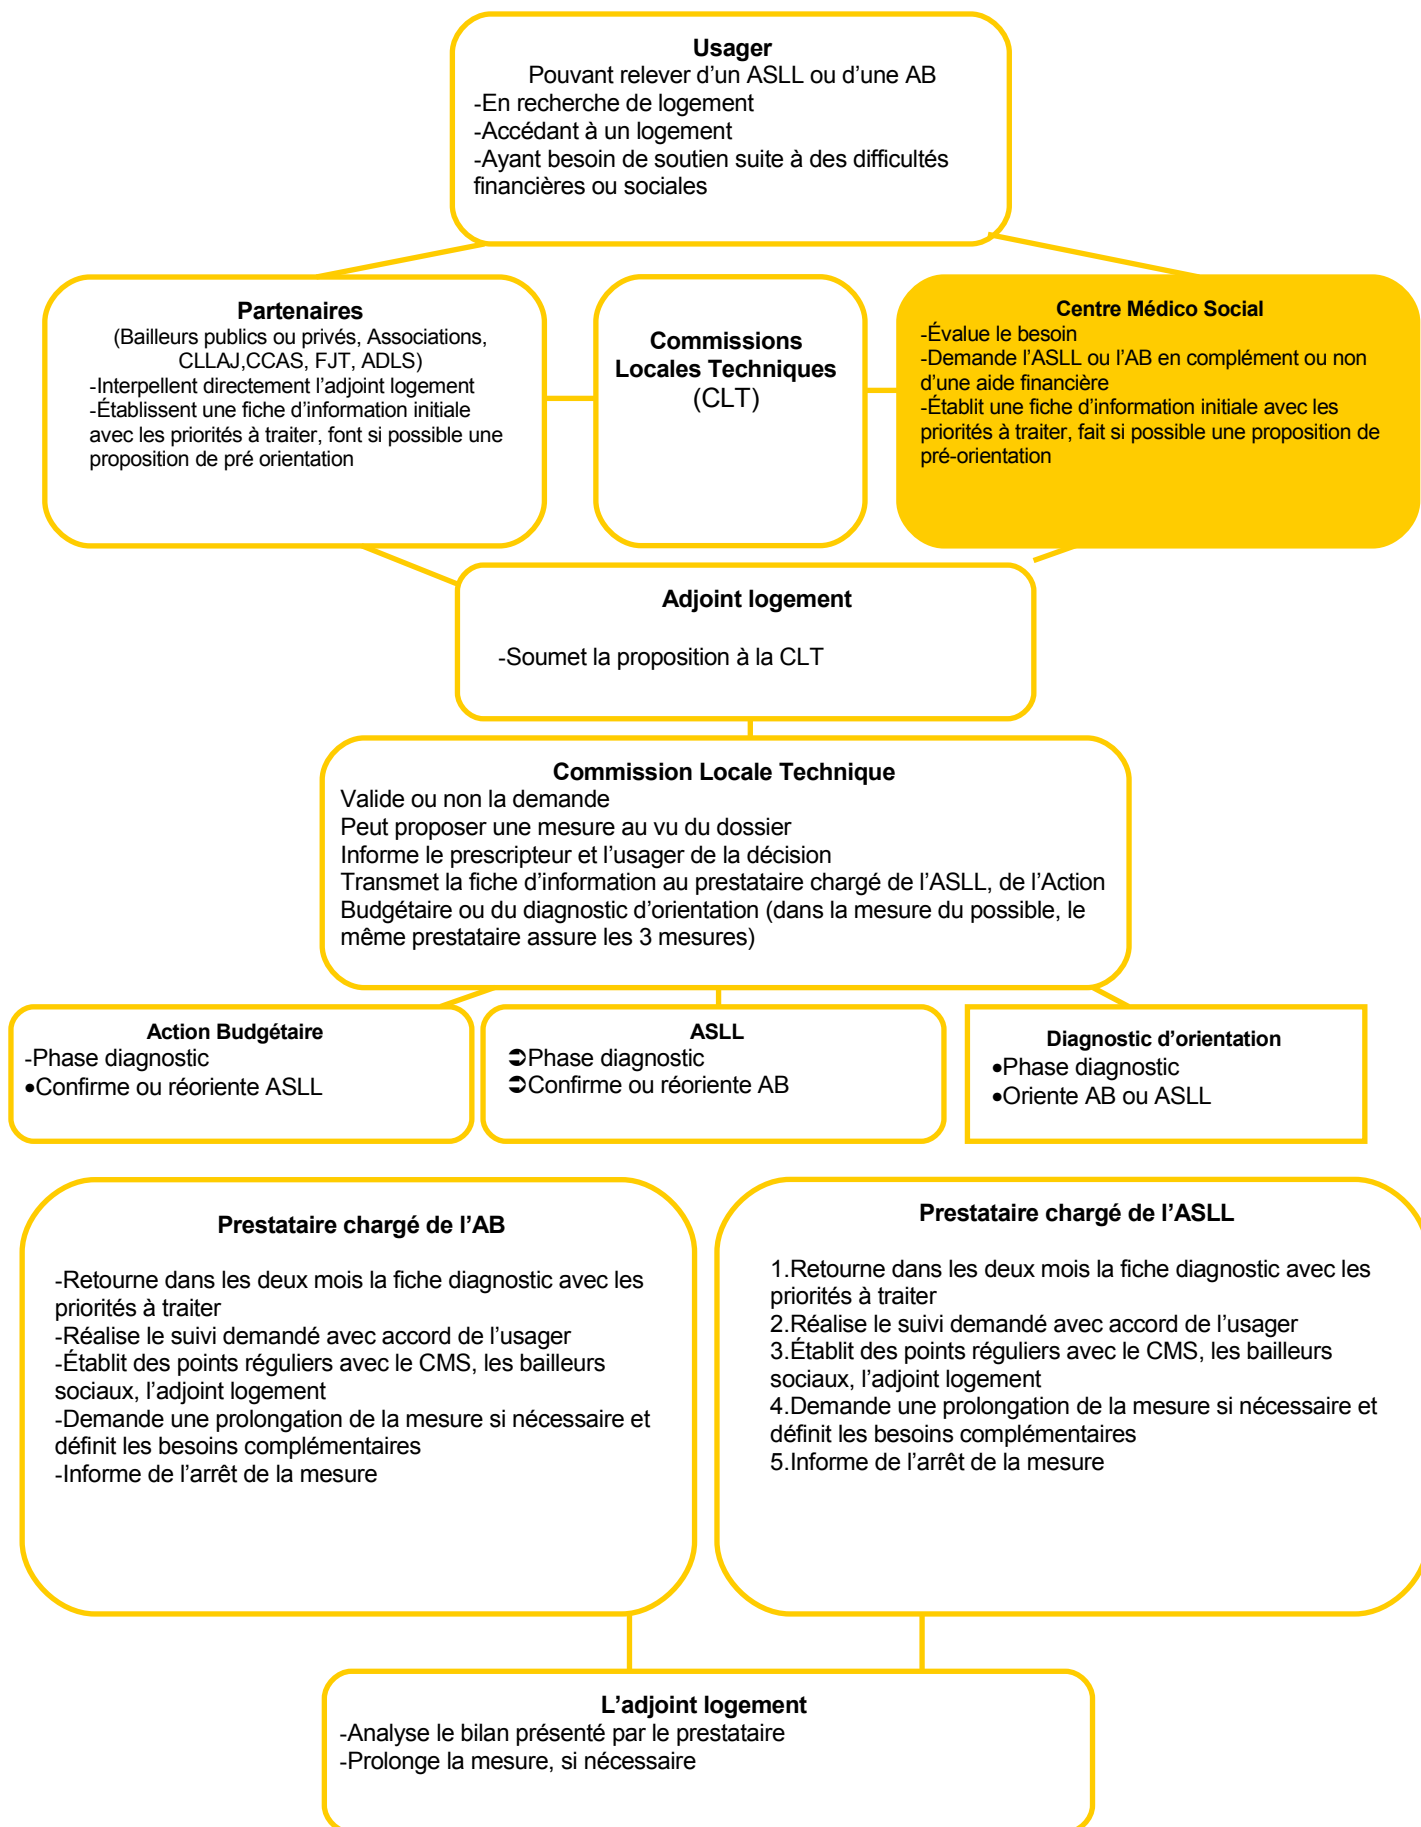 Usager
Pouvant relever d’un ASLL ou d’une AB
-En recherche de logement
-Accédant à un logement
-Ayant besoin de soutien suite à des difficultés
financières ou sociales
Partenaires
(Bailleurs publics ou privés, Associations,
CLLAJ,CCAS, FJT, ADLS)
-Interpellent directement l’adjoint logement
-Établissent une fiche d’information initiale
avec les priorités à traiter, font si possible une
proposition de pré orientation
Commissions
Locales Techniques
(CLT)
Centre Médico Social
-Évalue le besoin
-Demande l’ASLL ou l’AB en complément ou non
d’une aide financière
-Établit une fiche d’information initiale avec les
priorités à traiter, fait si possible une proposition de
pré-orientation
Adjoint logement
-Soumet la proposition à la CLT
Commission Locale Technique
Valide ou non la demande
Peut proposer une mesure au vu du dossier
Informe le prescripteur et l’usager de la décision
Transmet la fiche d’information au prestataire chargé de l’ASLL, de l’Action
Budgétaire ou du diagnostic d’orientation (dans la mesure du possible, le
même prestataire assure les 3 mesures)
Action Budgétaire
-Phase diagnostic
•Confirme ou réoriente ASLL
ASLL
➲Phase diagnostic
➲Confirme ou réoriente AB
Diagnostic d’orientation
•Phase diagnostic
•Oriente AB ou ASLL
Prestataire chargé de l’AB
-Retourne dans les deux mois la fiche diagnostic avec les
priorités à traiter
-Réalise le suivi demandé avec accord de l’usager
-Établit des points réguliers avec le CMS, les bailleurs
sociaux, l’adjoint logement
-Demande une prolongation de la mesure si nécessaire et
définit les besoins complémentaires
-Informe de l’arrêt de la mesure
Prestataire chargé de l’ASLL
1.Retourne dans les deux mois la fiche diagnostic avec les
priorités à traiter
2.Réalise le suivi demandé avec accord de l’usager
3.Établit des points réguliers avec le CMS, les bailleurs
sociaux, l’adjoint logement
4.Demande une prolongation de la mesure si nécessaire et
définit les besoins complémentaires
5.Informe de l’arrêt de la mesure
L’adjoint logement
-Analyse le bilan présenté par le prestataire
-Prolonge la mesure, si nécessaire